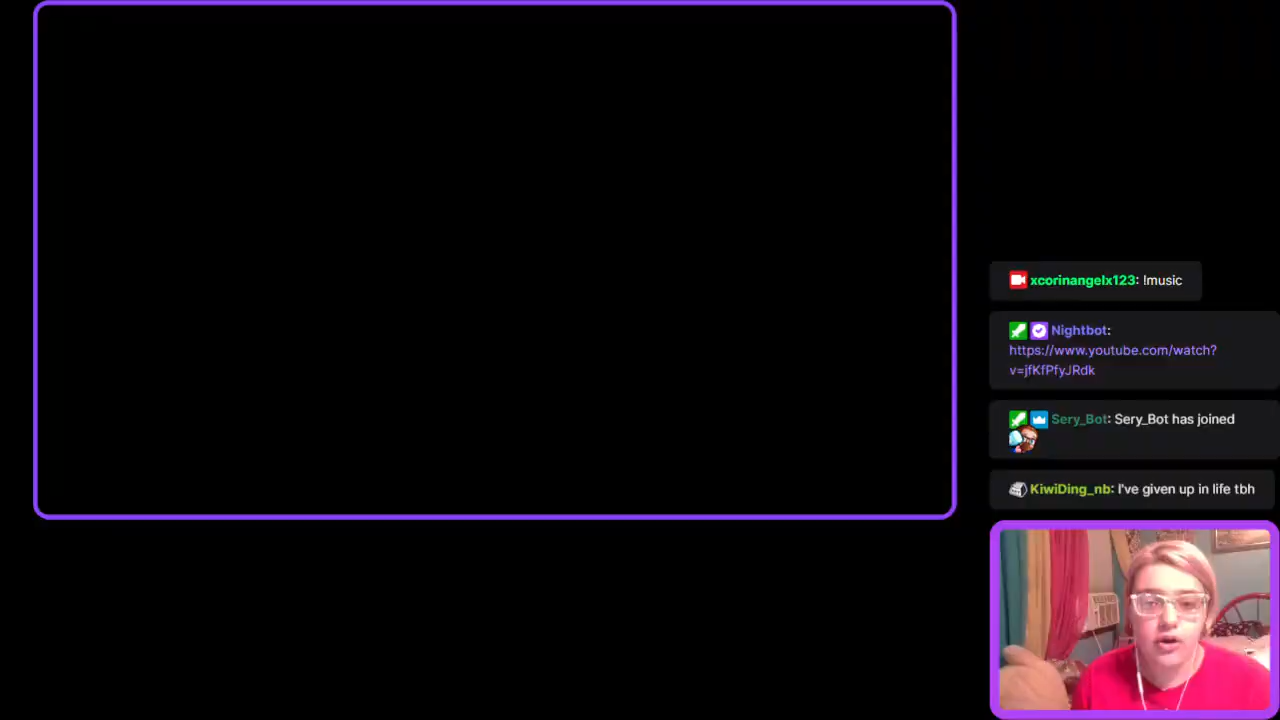 xcorinangelx123: !music
Nightbot:
https://www.youtube.com/watch?
v=jfKfPfyJRdk
Sery_Bot: Sery_Bot has joined
KiwiDing_nb: I've given up in life tbh